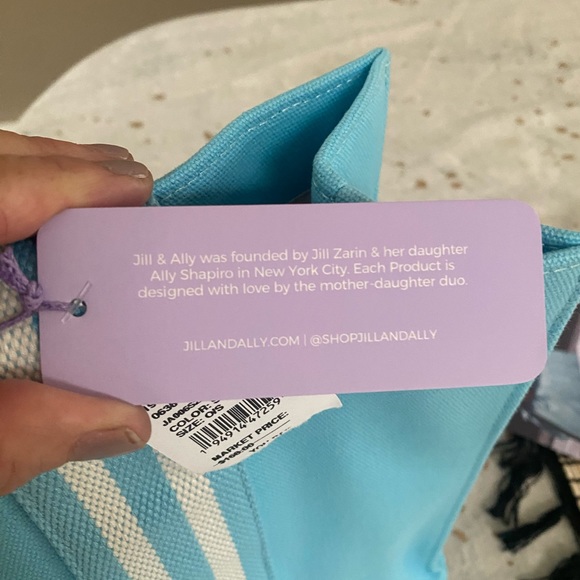 Jill & Ally was founded by Jill Zarin & her daughter
Ally Shapiro in New York City. Each Product is
designed with love by the mother-daughter duo.
JILLANDALLY.COM | @SHOPJILLANDALLY
COLOR:
SIZE: O/S
MARKET PRICE: